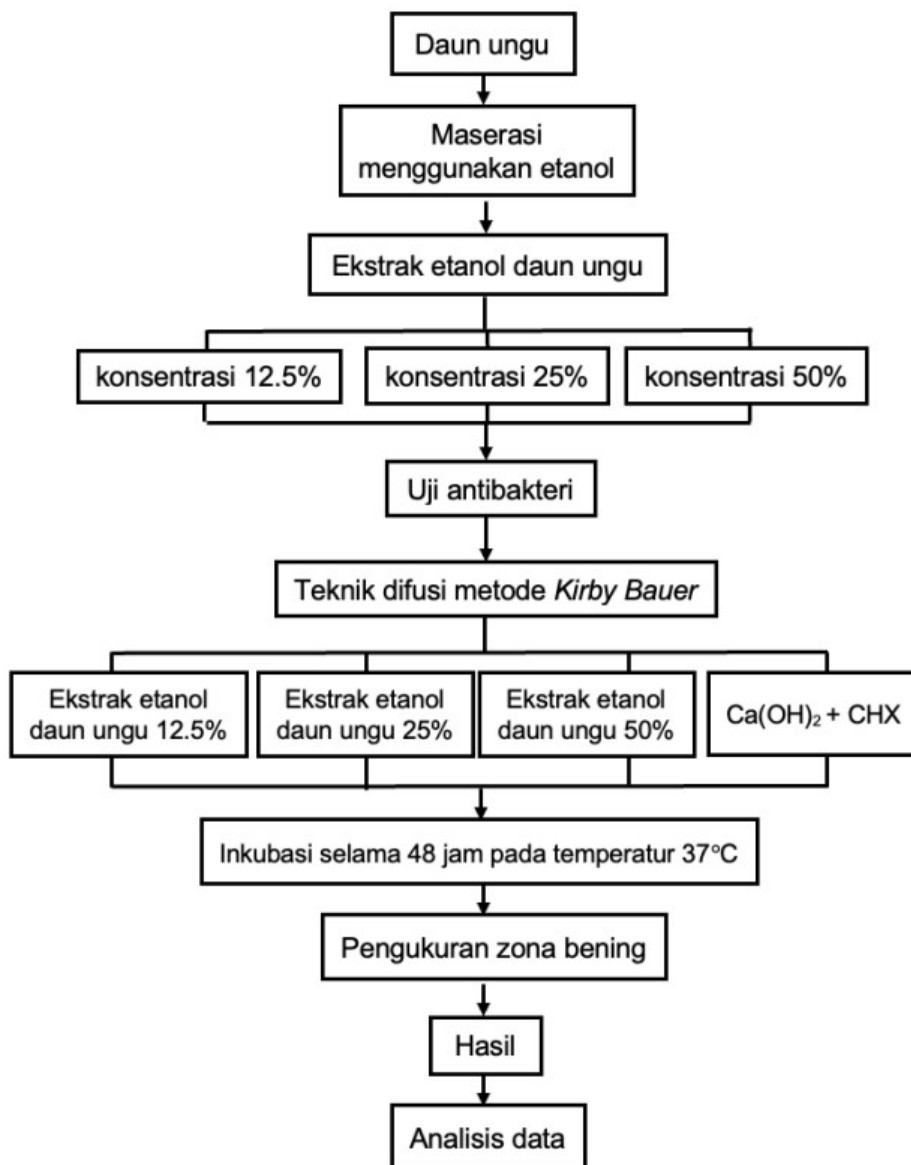 Daun ungu
Maserasi
menggunakan etanol
Ekstrak etanol daun ungu
konsentrasi 12.5%
konsentrasi 25%
konsentrasi 50%
Uji antibakteri
Teknik difusi metode Kirby Bauer
Ekstrak etanol
daun ungu 12.5%
Ekstrak etanol
daun ungu 25%
Ekstrak etanol
daun ungu 50%
Ca(OH)₂ + CHX
Inkubasi selama 48 jam pada temperatur 37°C
Pengukuran zona bening
Hasil
Analisis data